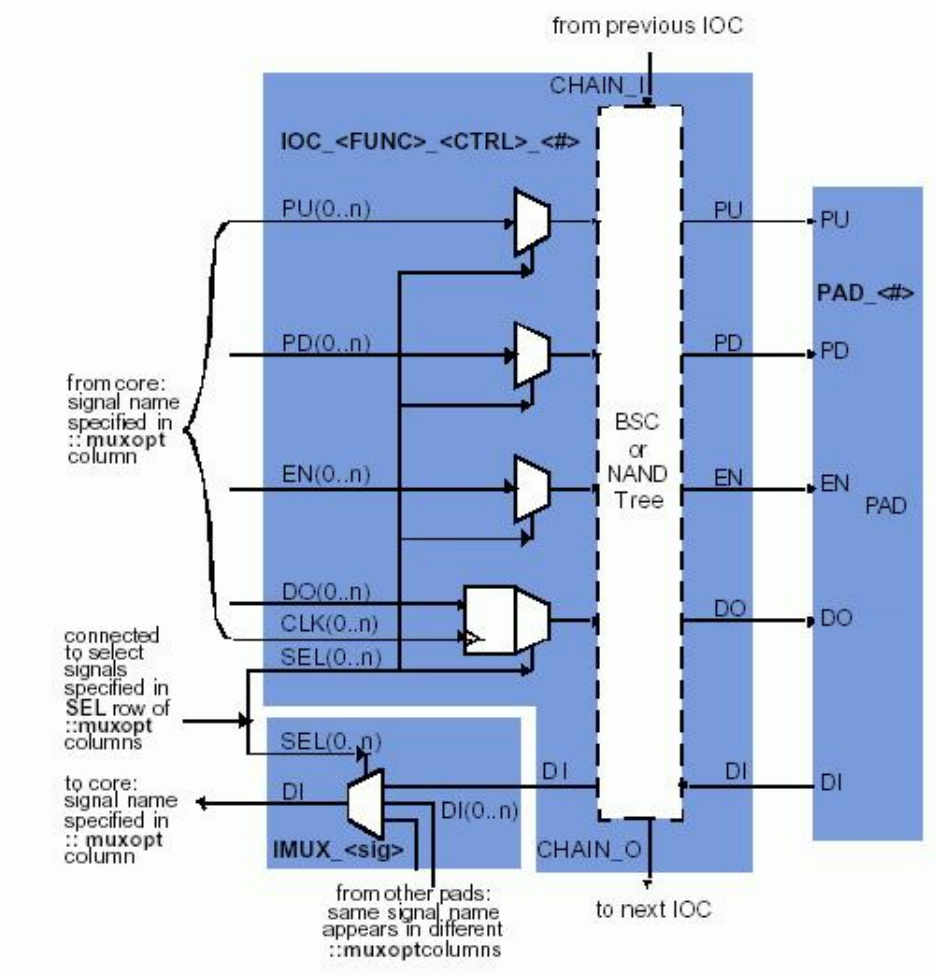 from previous IOC
CHAIN_I
IOC_<FUNC>_<CTRL>_<#>
PU(0..n)
PU
PU
PAD_<#>
PD(0..n)
PD
PD
from core:
signal name
specified in
:: muxopt
column
BSC
or
NAND
Tree
EN(0..n)
EN
EN
PAD
DO(0..n)
DO
DO
CLK(0..n)
SEL(0..n)
connected
to select
signals
specified in
SEL row of
::muxopt
columns
SEL(0..n)
DI
DI
DI
to core:
signal name
specified in
:: muxopt
column
DI
DI(0..n)
IMUX_<sig>
CHAIN_O
from other pads:
same signal name
appears in different
::muxoptcolumns
to next IOC